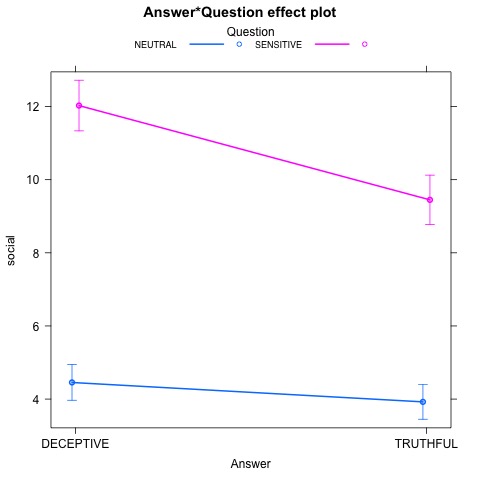 Answer*Question effect plot
Question
NEUTRAL SENSITIVE
12
10
8
6
4
social
DECEPTIVE TRUTHFUL
Answer